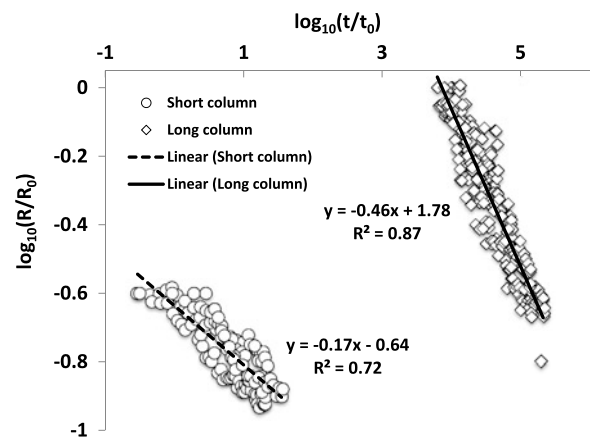 log₁₀(t/t₀)
-1 1 3 5
0
-0.2
-0.4
-0.6
-0.8
-1
log₁₀(R/R₀)
Short column
Long column
Linear (Short column)
Linear (Long column)
y = -0.46x + 1.78
R² = 0.87
y = -0.17x - 0.64
R² = 0.72